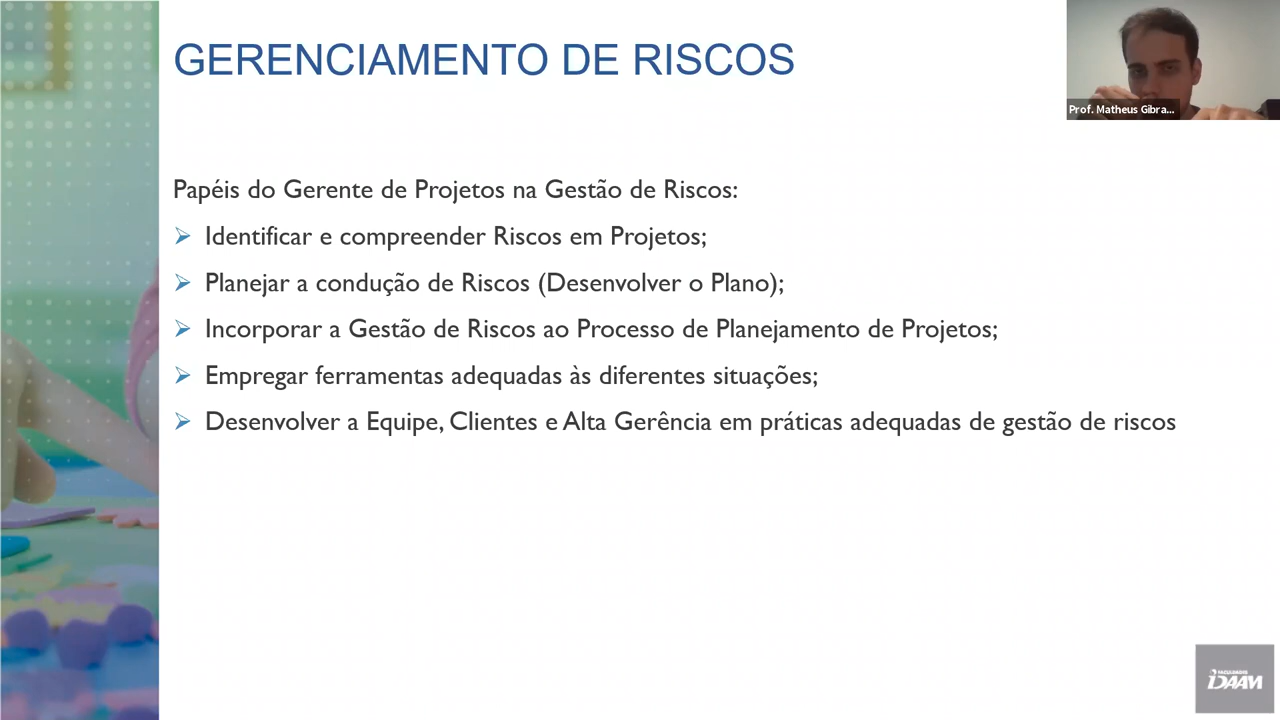 GERENCIAMENTO DE RISCOS
Prof. Matheus Gibra...
Papéis do Gerente de Projetos na Gestão de Riscos:
Identificar e compreender Riscos em Projetos;
Planejar a condução de Riscos (Desenvolver o Plano);
Incorporar a Gestão de Riscos ao Processo de Planejamento de Projetos;
Empregar ferramentas adequadas às diferentes situações;
Desenvolver a Equipe, Clientes e Alta Gerência em práticas adequadas de gestão de riscos
FACULDADES
IDAAM